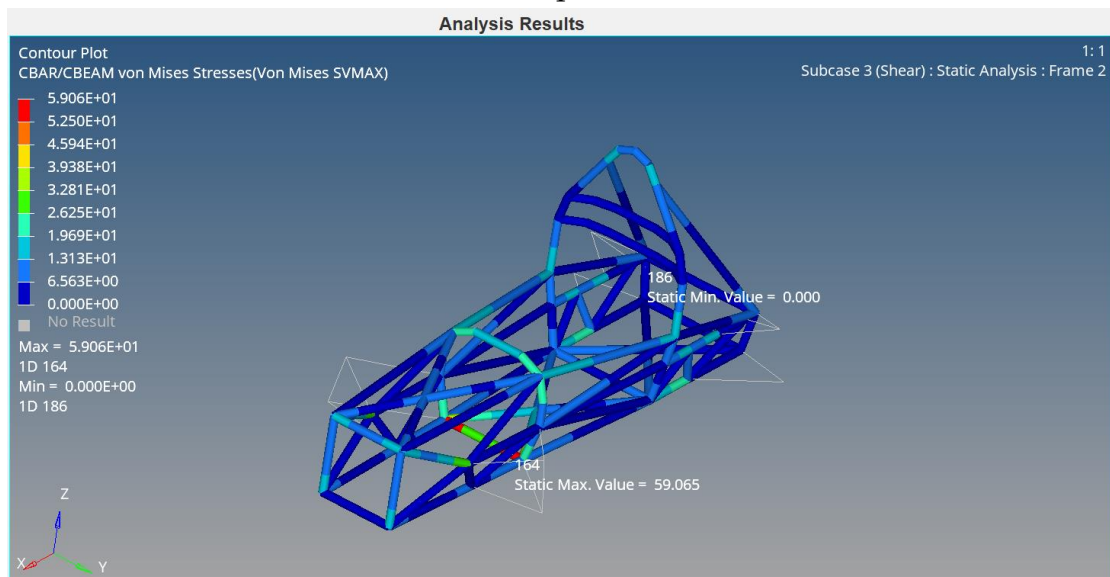 Analysis Results
Contour Plot
CBAR/CBEAM von Mises Stresses(Von Mises SVMAX)
1: 1
Subcase 3 (Shear) : Static Analysis : Frame 2
5.906E+01
5.250E+01
4.594E+01
3.938E+01
3.281E+01
2.625E+01
1.969E+01
1.313E+01
6.563E+00
0.000E+00
No Result
Max = 5.906E+01
1D 164
Min = 0.000E+00
1D 186
186
Static Min. Value = 0.000
164
Static Max. Value = 59.065
Z
X
Y